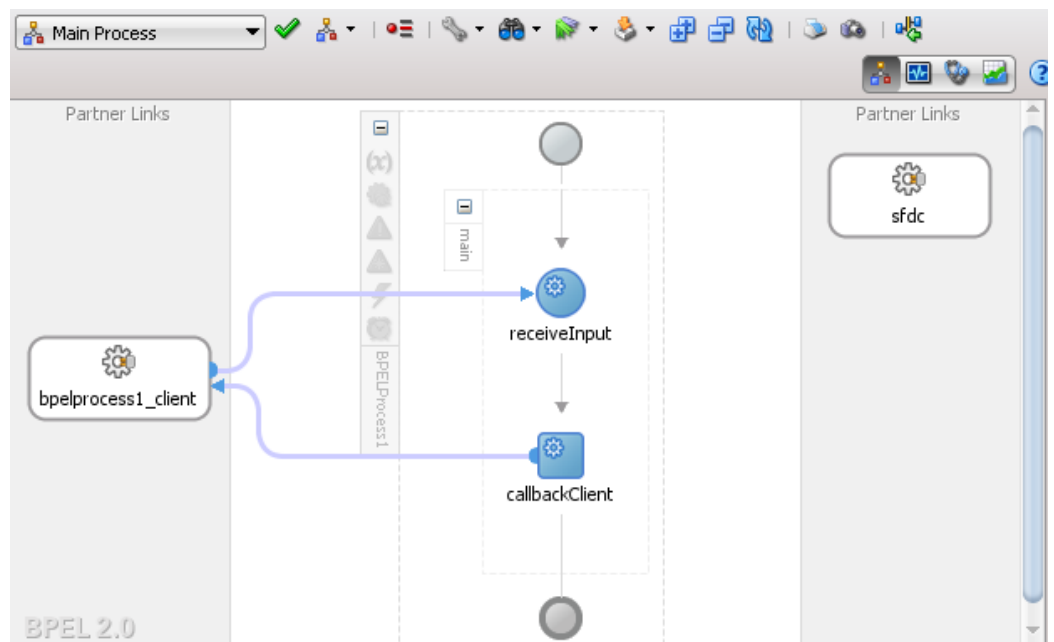 Main Process
Partner Links
Partner Links
sfdc
main
receiveInput
bpelprocess1_client
BPELProcess1
callbackClient
BPEL 2.0